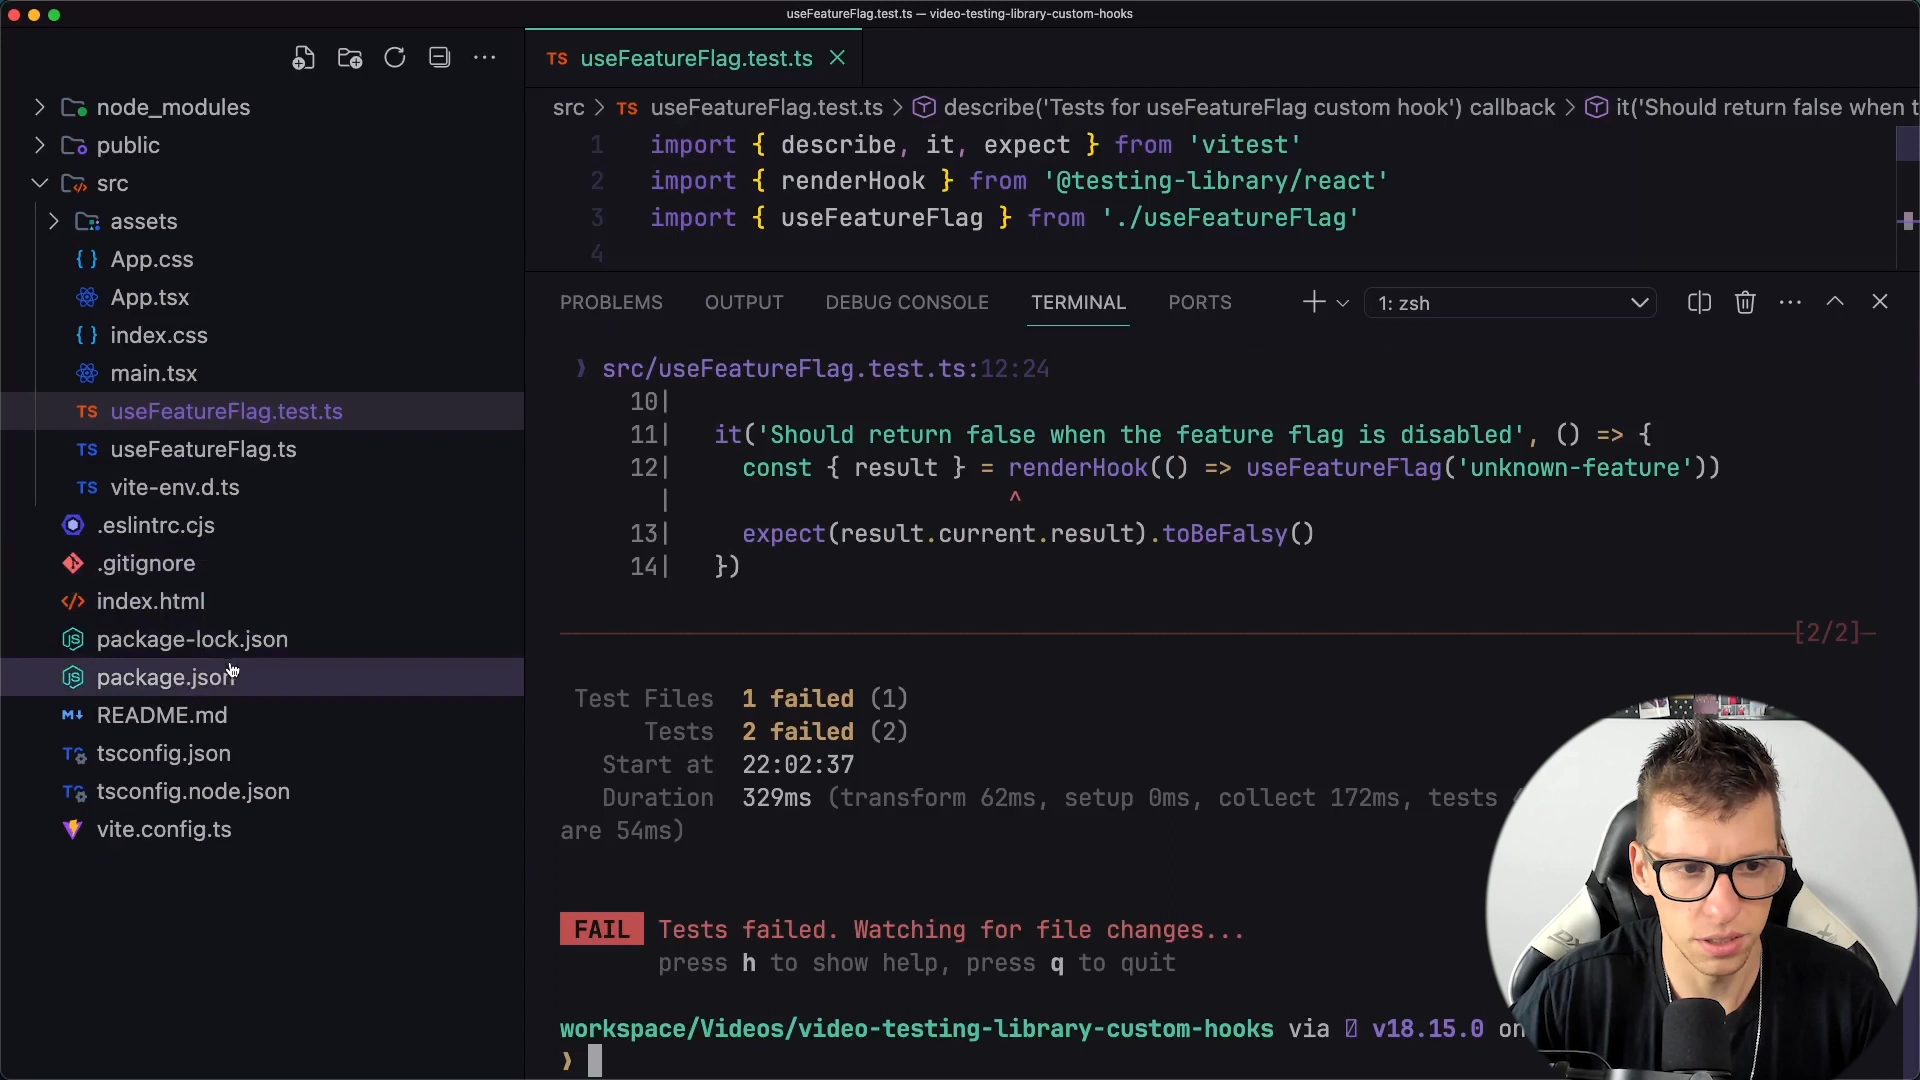 useFeatureFlag.test.ts — video-testing-library-custom-hooks
node_modules
public
src
assets
{ } App.css
App.tsx
{ } index.css
main.tsx
TS useFeatureFlag.test.ts
TS useFeatureFlag.ts
TS vite-env.d.ts
.eslintrc.cjs
.gitignore
</> index.html
JS package-lock.json
JS package.json
M↓ README.md
TS tsconfig.json
TS tsconfig.node.json
vite.config.ts
TS useFeatureFlag.test.ts
src > TS useFeatureFlag.test.ts > describe('Tests for useFeatureFlag custom hook') callback > it('Should return false when t
1 import { describe, it, expect } from 'vitest'
2 import { renderHook } from '@testing-library/react'
3 import { useFeatureFlag } from './useFeatureFlag'
4
PROBLEMS OUTPUT DEBUG CONSOLE TERMINAL PORTS 1: zsh
❯ src/useFeatureFlag.test.ts:12:24
10|
11| it('Should return false when the feature flag is disabled', () => {
12| const { result } = renderHook(() => useFeatureFlag('unknown-feature'))
| ^
13| expect(result.current.result).toBeFalsy()
14| })
[2/2]
Test Files 1 failed (1)
Tests 2 failed (2)
Start at 22:02:37
Duration 329ms (transform 62ms, setup 0ms, collect 172ms, tests
are 54ms)
FAIL Tests failed. Watching for file changes...
press h to show help, press q to quit
workspace/Videos/video-testing-library-custom-hooks via v18.15.0 on
❯